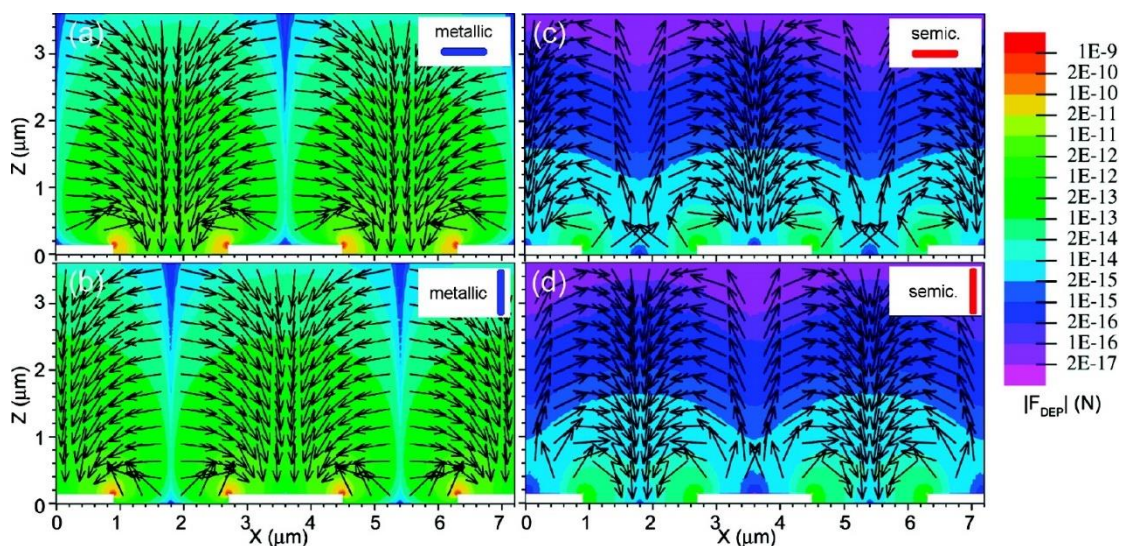 (a)
metallic
3
2
1
0
Z (μm)
(c)
semic.
(b)
metallic
3
2
1
0
Z (μm)
0 1 2 3 4 5 6 7
X (μm)
(d)
semic.
0 1 2 3 4 5 6 7
X (μm)
1E-9
2E-10
1E-10
2E-11
1E-11
2E-12
1E-12
2E-13
1E-13
2E-14
1E-14
2E-15
1E-15
2E-16
1E-16
2E-17
|F_DEP| (N)